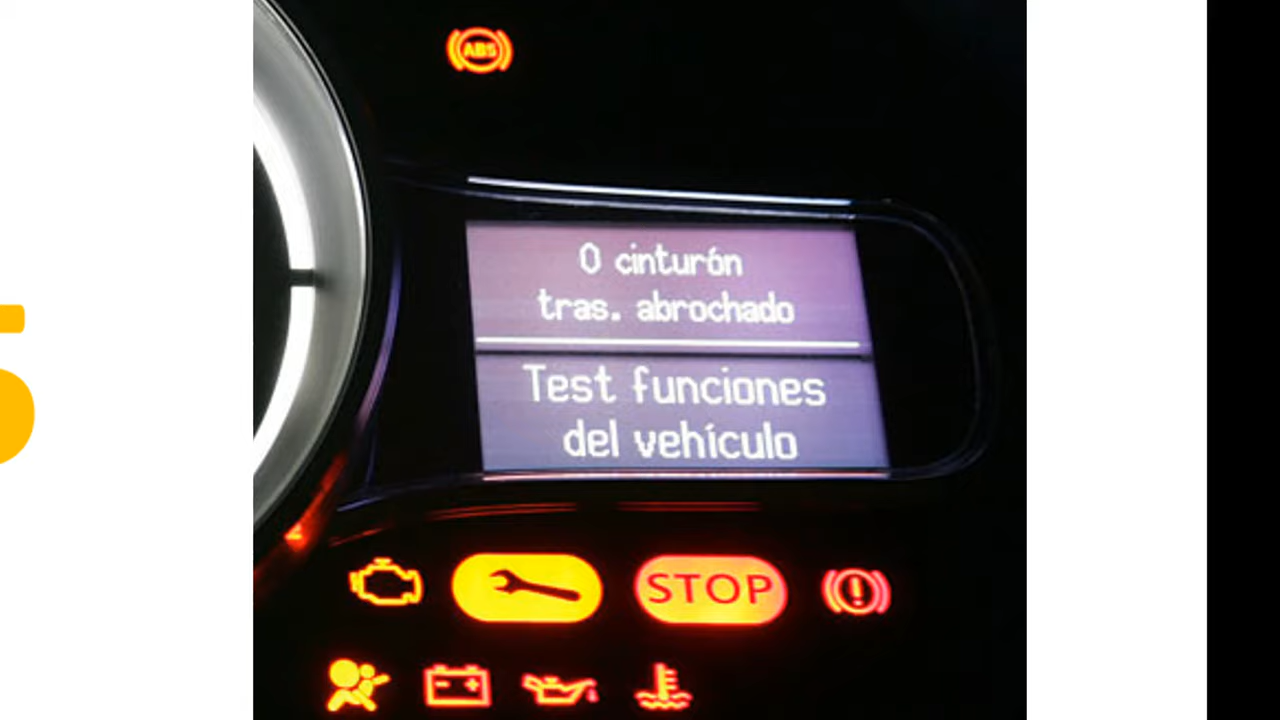 ABS
0 cinturón
tras. abrochado
Test funciones
del vehículo
STOP